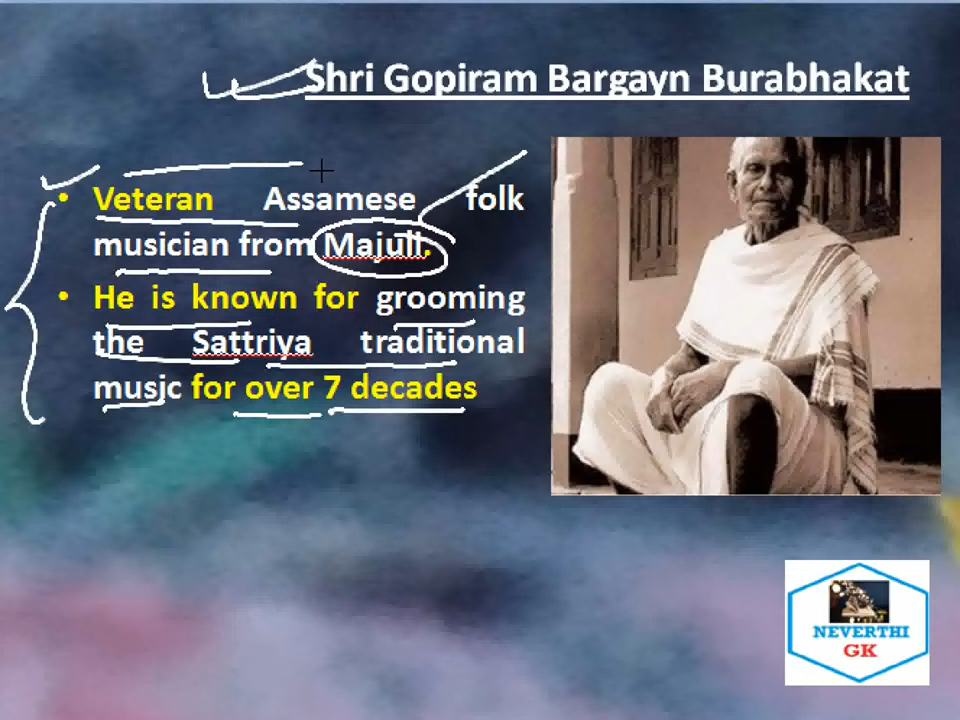 Shri Gopiram Bargayn Burabhakat
• Veteran Assamese folk
musician from Majuli.
• He is known for grooming
the Sattriya traditional
music for over 7 decades
NEVERTHI
GK